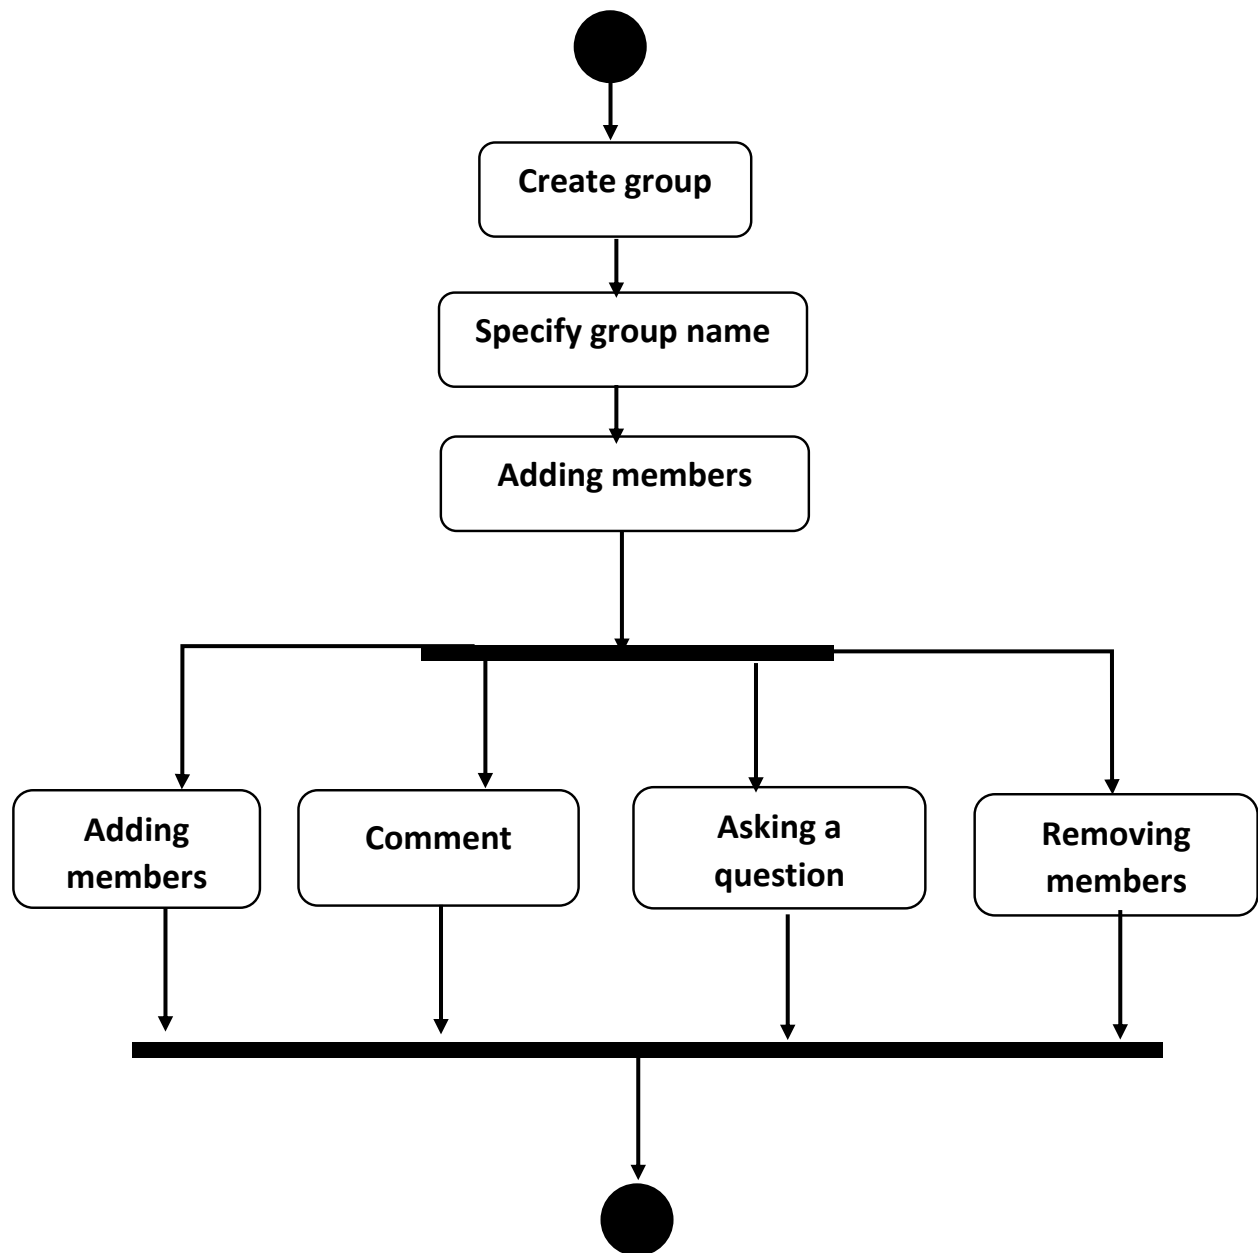 Create group
Specify group name
Adding members
Adding
members
Comment
Asking a
question
Removing
members